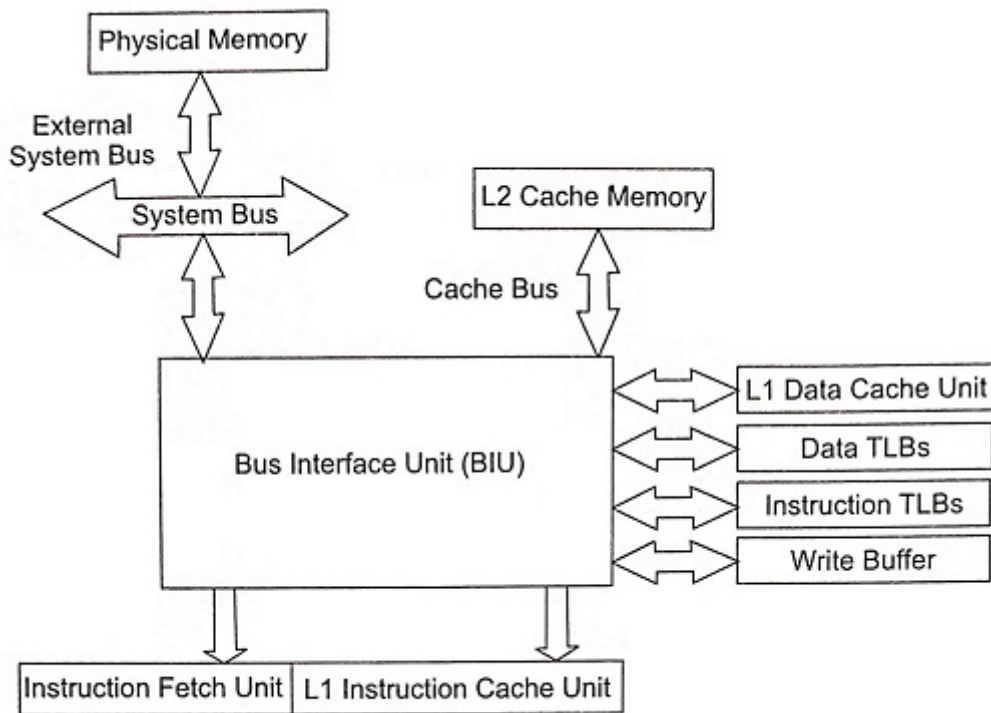 Physical Memory
External
System Bus
System Bus
L2 Cache Memory
Cache Bus
Bus Interface Unit (BIU)
L1 Data Cache Unit
Data TLBs
Instruction TLBs
Write Buffer
Instruction Fetch Unit
L1 Instruction Cache Unit